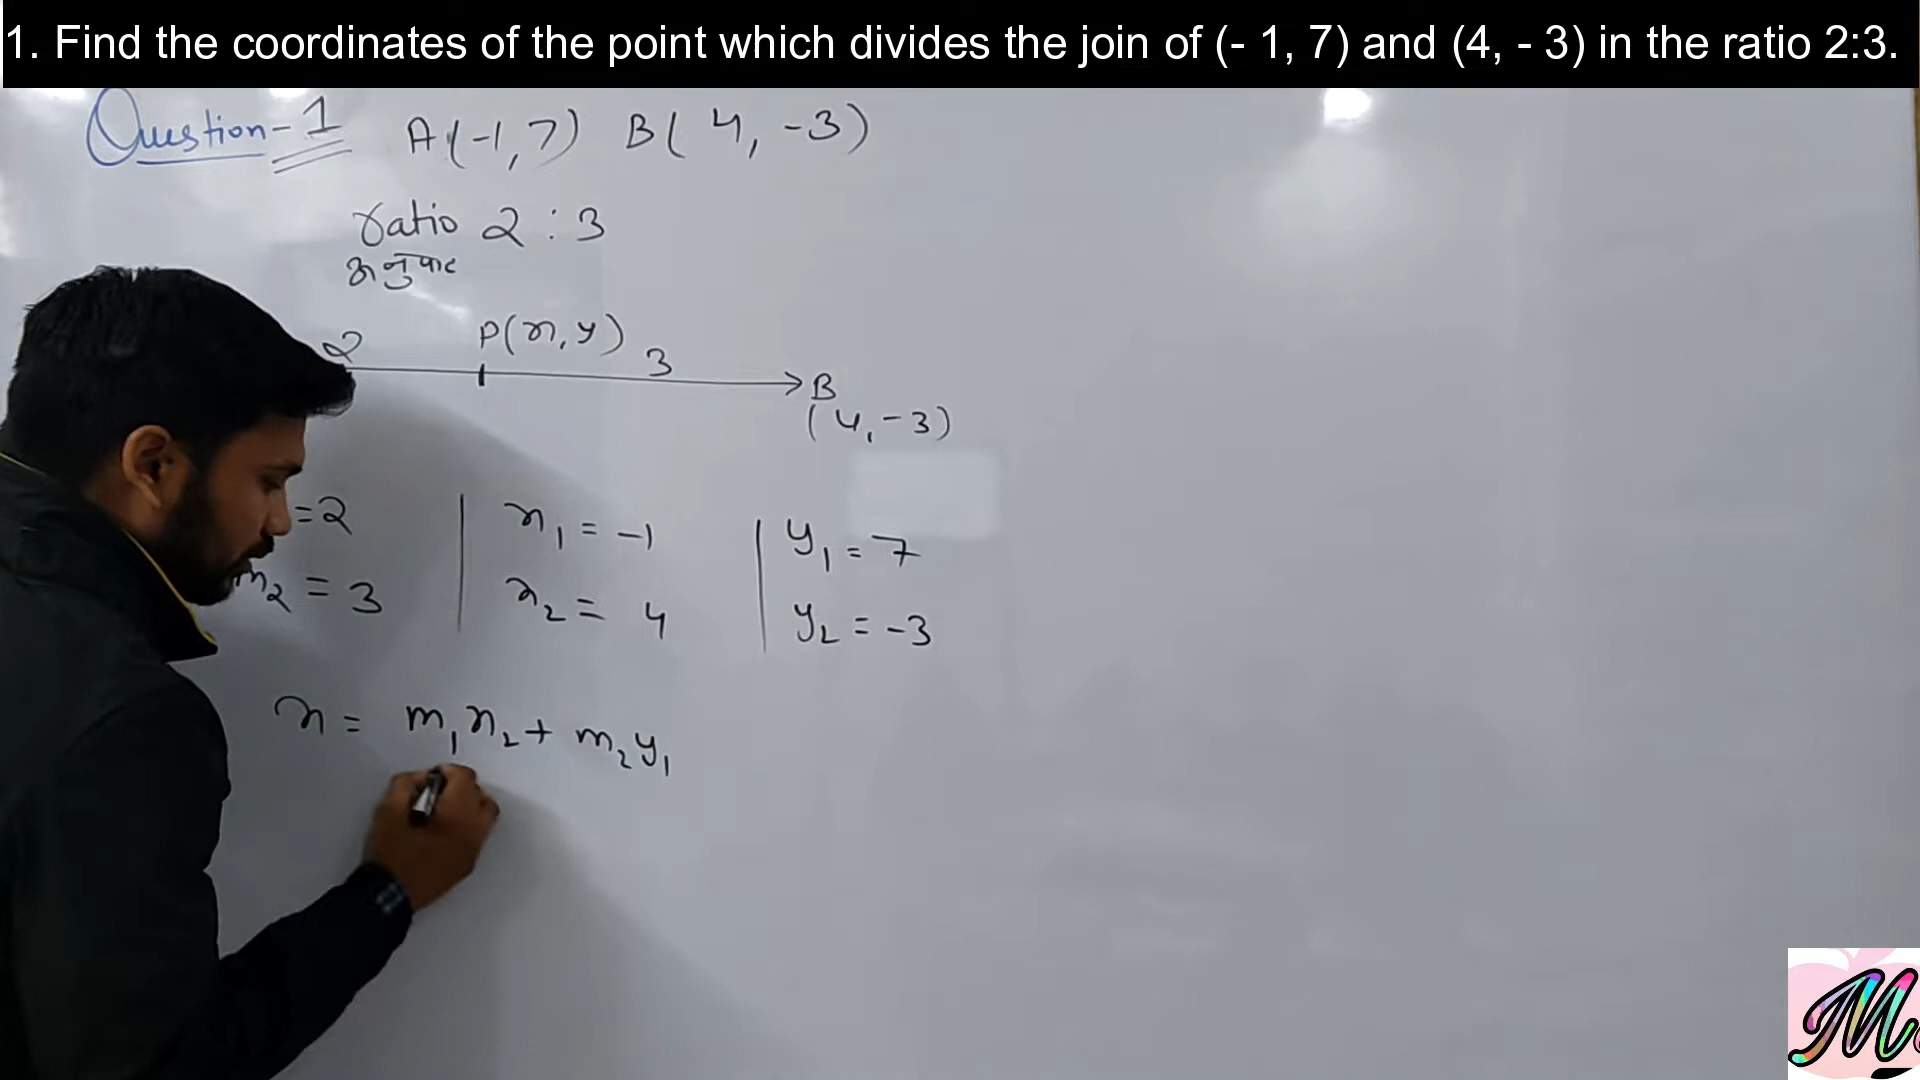 1. Find the coordinates of the point which divides the join of (- 1, 7) and (4, - 3) in the ratio 2:3.
Question-1 A(-1,7) B( 4, -3)
ratio 2 : 3
अनुपात
2 P(x,y) 3
B
(4,-3)
=2 x₁ = -1 y₁ = 7
m₂ = 3 x₂ = 4 y₂ = -3
x = m₁x₂+ m₂y₁
M